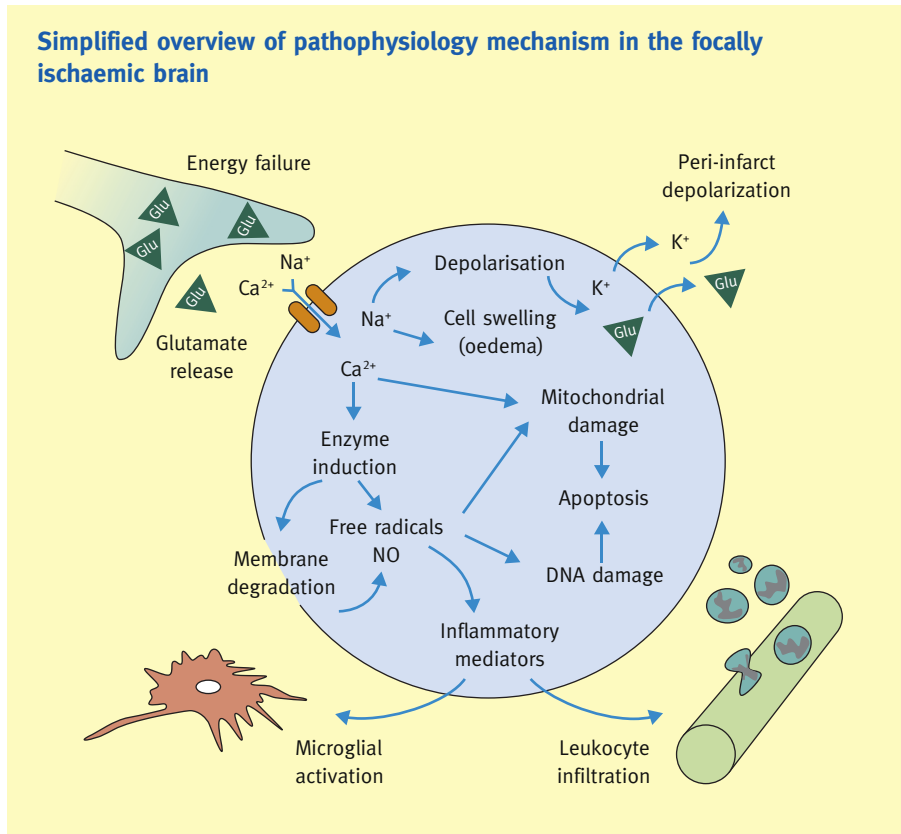 Simplified overview of pathophysiology mechanism in the focally
ischaemic brain
Energy failure
Glu
Glu
Glu
Glu
Glutamate
release
Na⁺
Ca²⁺
Peri-infarct
depolarization
K⁺
Glu
Depolarisation
K⁺
Glu
Na⁺
Cell swelling
(oedema)
Ca²⁺
Mitochondrial
damage
Enzyme
induction
Apoptosis
Free radicals
NO
Membrane
degradation
DNA damage
Inflammatory
mediators
Microglial
activation
Leukocyte
infiltration